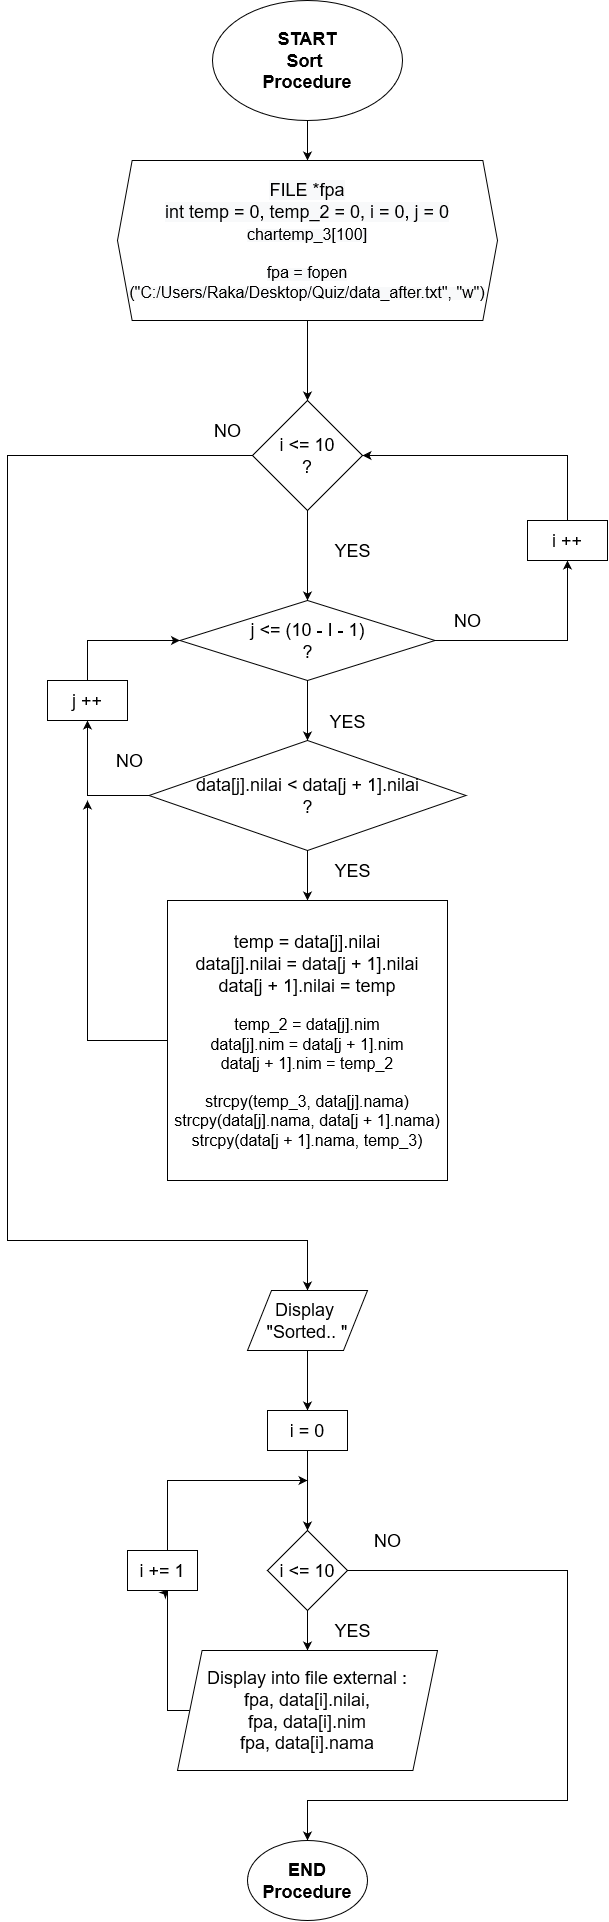 START
Sort
Procedure
FILE *fpa
int temp = 0, temp_2 = 0, i = 0, j = 0
chartemp_3[100]
fpa = fopen
("C:/Users/Raka/Desktop/Quiz/data_after.txt", "w")
NO
i <= 10
?
i ++
YES
j <= (10 - I - 1)
?
NO
j ++
YES
NO
data[j].nilai < data[j + 1].nilai
?
YES
temp = data[j].nilai
data[j].nilai = data[j + 1].nilai
data[j + 1].nilai = temp
temp_2 = data[j].nim
data[j].nim = data[j + 1].nim
data[j + 1].nim = temp_2
strcpy(temp_3, data[j].nama)
strcpy(data[j].nama, data[j + 1].nama)
strcpy(data[j + 1].nama, temp_3)
Display
"Sorted.. "
i = 0
NO
i += 1
i <= 10
YES
Display into file external :
fpa, data[i].nilai,
fpa, data[i].nim
fpa, data[i].nama
END
Procedure